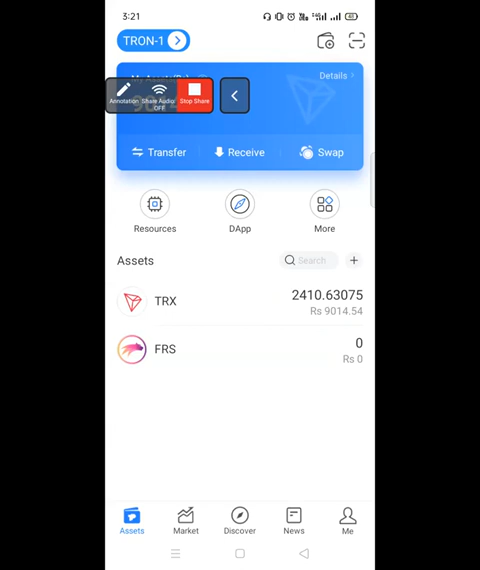 3:21
48
TRON-1
Details
Annotation
Share Audio: OFF
Stop Share
Transfer
Receive
Swap
Resources
DApp
More
Assets
Search
TRX
2410.63075
Rs 9014.54
FRS
0
Rs 0
Assets
Market
Discover
News
Me